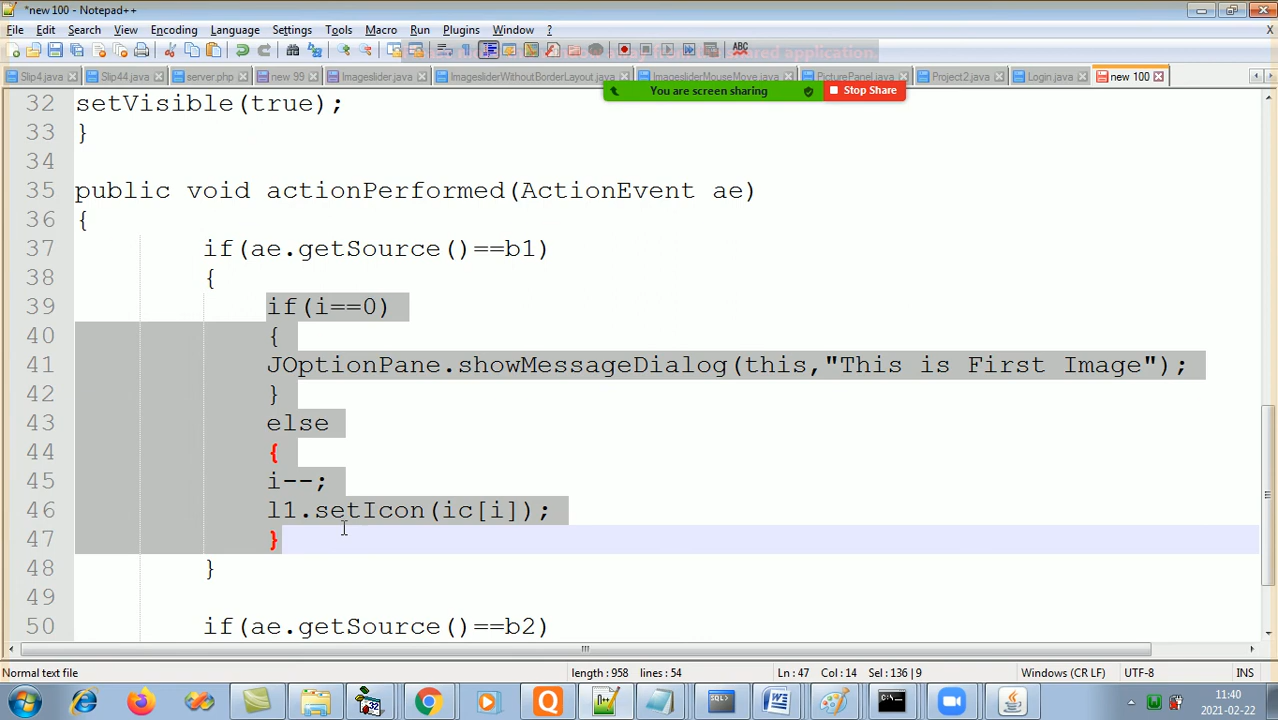 *new 100 - Notepad++
File Edit Search View Encoding Language Settings Tools Macro Run Plugins Window ? X
Slip4.java Slip44.java server.php new 99 Imageslider.java ImagesliderWithoutBorderLayout.java ImagesliderMouseMove.java PicturePanel.java Project2.java Login.java new 100
You are screen sharing Stop Share
32 setVisible(true);
33 }
34
35 public void actionPerformed(ActionEvent ae)
36 {
37 if(ae.getSource()==b1)
38 {
39 if(i==0)
40 {
41 JOptionPane.showMessageDialog(this,"This is First Image");
42 }
43 else
44 {
45 i--;
46 l1.setIcon(ic[i]);
47 }
48 }
49
50 if(ae.getSource()==b2)
Normal text file length : 958 lines : 54 Ln : 47 Col : 14 Sel : 136 | 9 Windows (CR LF) UTF-8 INS
11:40
2021-02-22